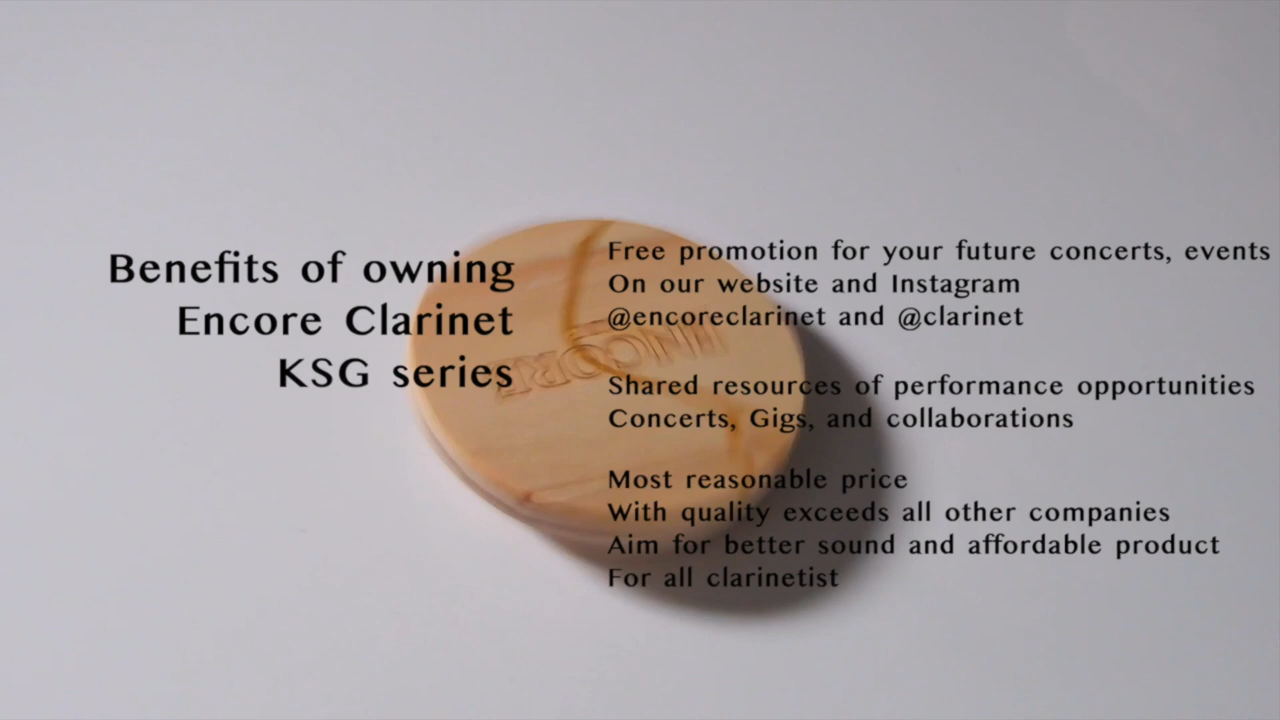 Benefits of owning
Encore Clarinet
KSG series
Free promotion for your future concerts, events
On our website and Instagram
@encoreclarinet and @clarinet
Shared resources of performance opportunities
Concerts, Gigs, and collaborations
Most reasonable price
With quality exceeds all other companies
Aim for better sound and affordable product
For all clarinetist
ENCORE